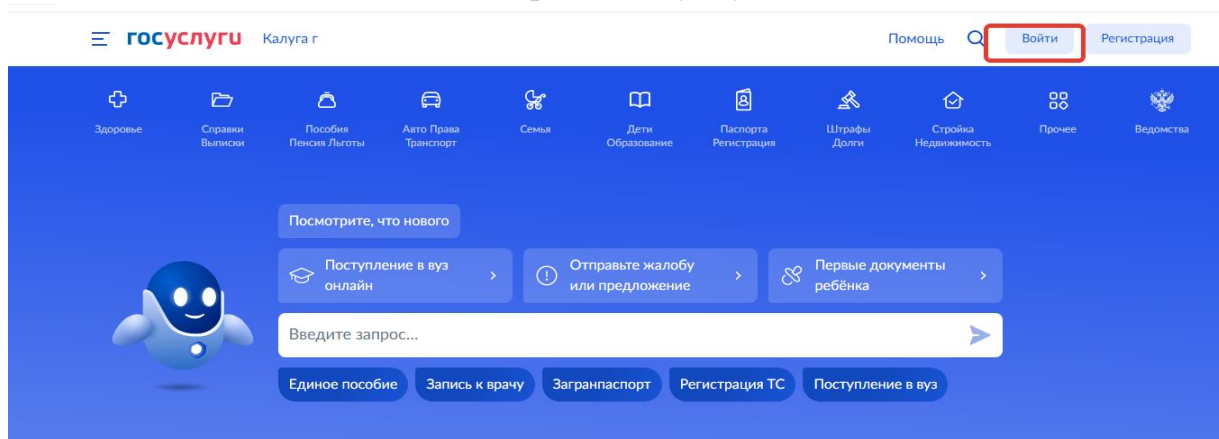 госуслуги Калуга г Помощь Войти Регистрация
Здоровье Справки Пособия Авто Права Семья Дети Паспорта Штрафы Стройка Прочее Ведомства
Выписки Пенсия Льготы Транспорт Образование Регистрация Долги Недвижимость
Посмотрите, что нового
Поступление в вуз Отправьте жалобу Первые документы
онлайн или предложение ребёнка
Введите запрос...
Единое пособие Запись к врачу Загранпаспорт Регистрация ТС Поступление в вуз